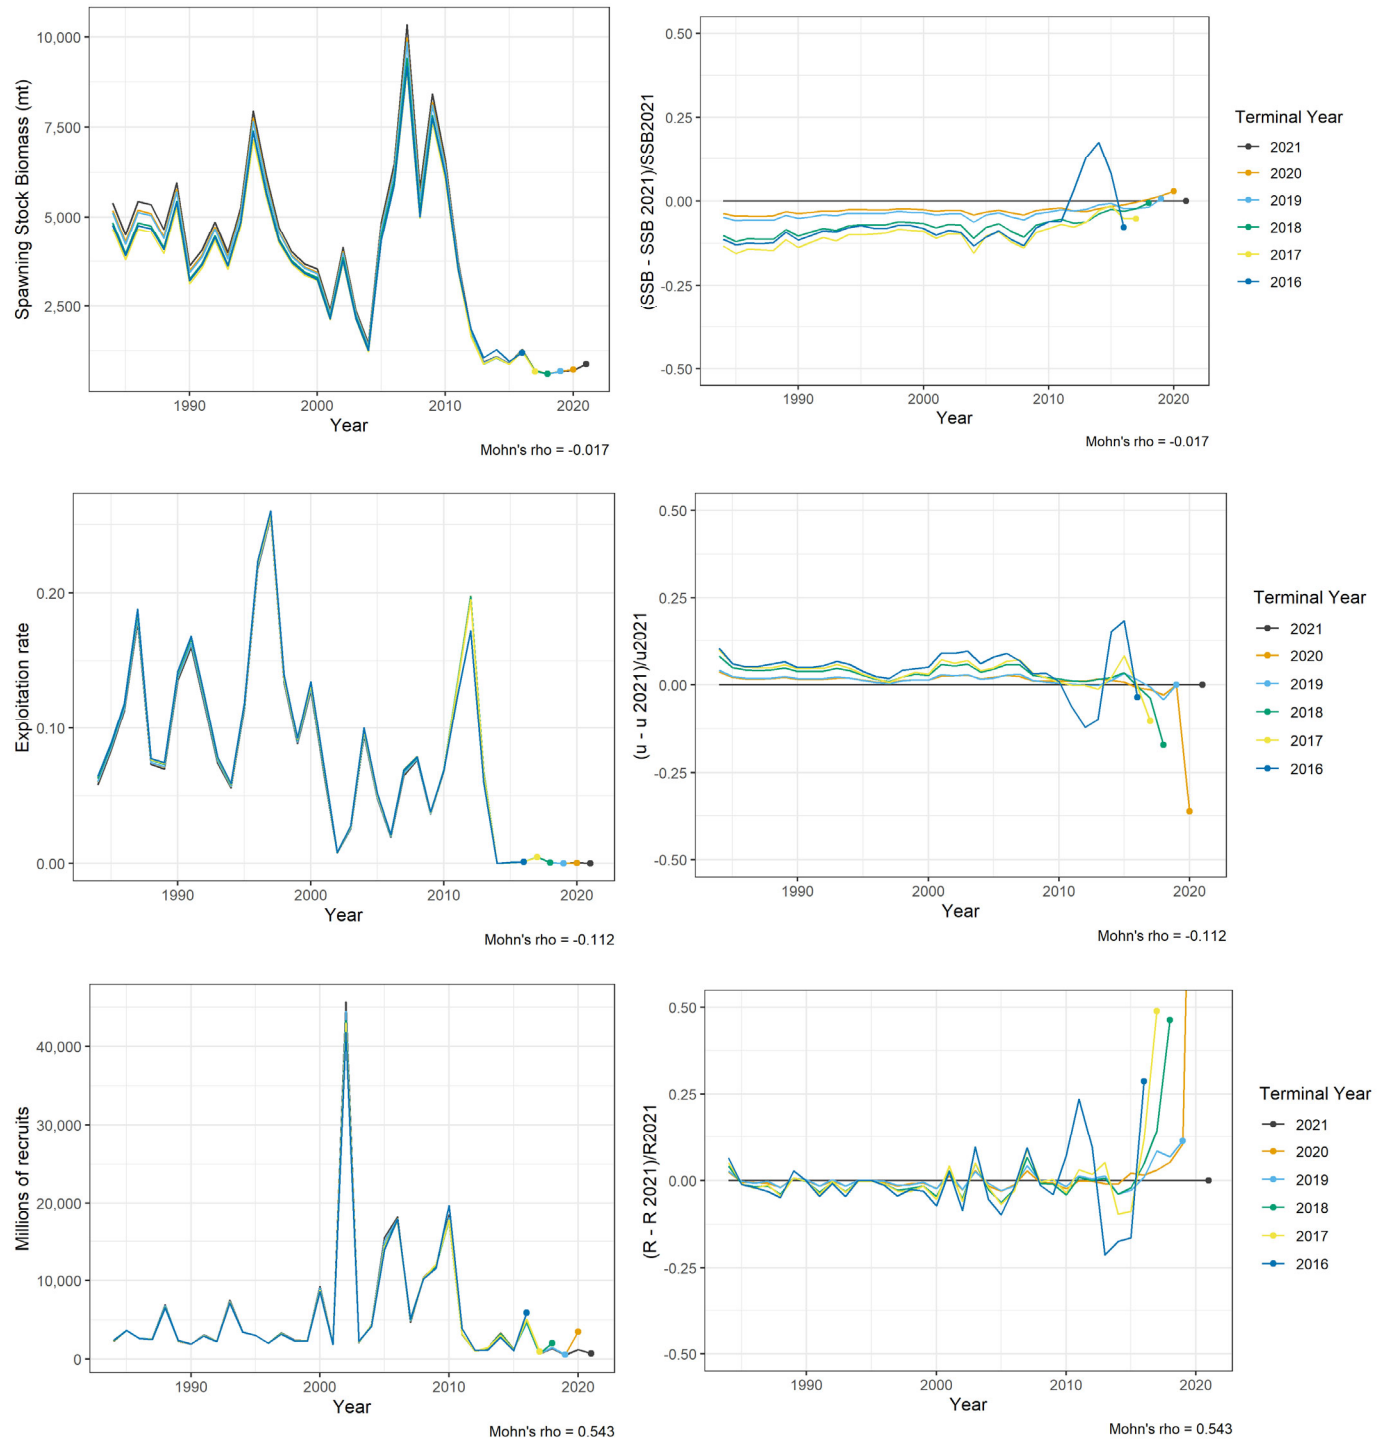 10,000
7,500
5,000
2,500
Spawning Stock Biomass (mt)
1990 2000 2010 2020
Year
Mohn's rho = -0.017
0.50
0.25
0.00
-0.25
-0.50
(SSB - SSB 2021)/SSB2021
1990 2000 2010 2020
Year
Mohn's rho = -0.017
Terminal Year
2021
2020
2019
2018
2017
2016
0.20
0.10
0.00
Exploitation rate
1990 2000 2010 2020
Year
Mohn's rho = -0.112
0.50
0.25
0.00
-0.25
-0.50
(u - u 2021)/u2021
1990 2000 2010 2020
Year
Mohn's rho = -0.112
Terminal Year
2021
2020
2019
2018
2017
2016
40,000
30,000
20,000
10,000
0
Millions of recruits
1990 2000 2010 2020
Year
Mohn's rho = 0.543
0.50
0.25
0.00
-0.25
-0.50
(R - R 2021)/R2021
1990 2000 2010 2020
Year
Mohn's rho = 0.543
Terminal Year
2021
2020
2019
2018
2017
2016